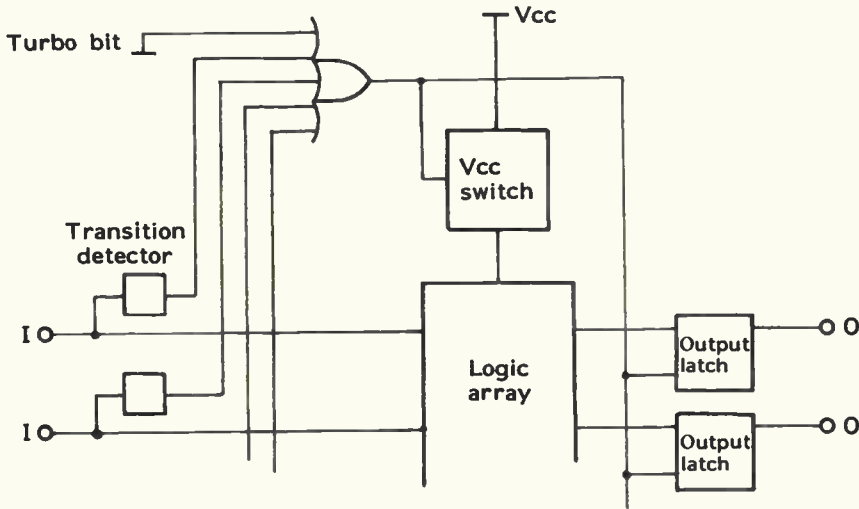 Vcc
Turbo bit
Vcc
switch
Transition
detector
I
Logic
array
Output
latch
O
I
Output
latch
O